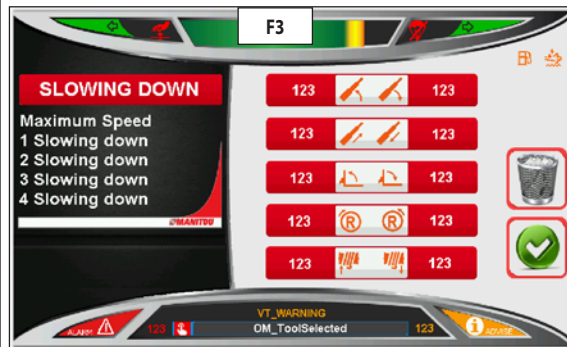 F3
SLOWING DOWN
Maximum Speed
1 Slowing down
2 Slowing down
3 Slowing down
4 Slowing down
MANITOU
123 123
123 123
123 123
123 R R 123
123 123
VT_WARNING
ALARM 123 OM_ToolSelected 123 i ADVISE